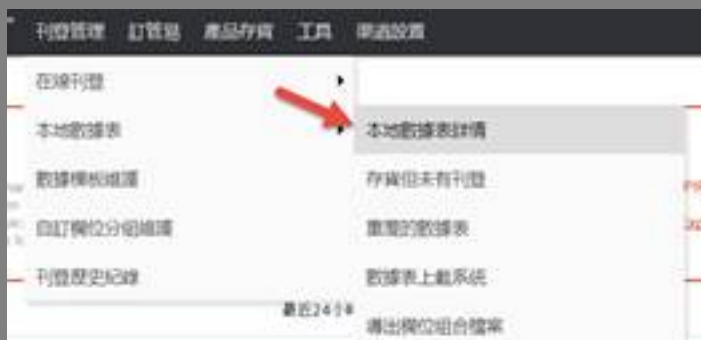 刊登管理 訂管易 產品存貨 工具 渠道設置
在線刊登
本地數據表
數據模板維護
自訂欄位分組維護
刊登歷史紀錄
本地數據表詳情
存貨但未有刊登
重覆的數據表
數據表上載系统
導出欄位組合檔案
最近24小時